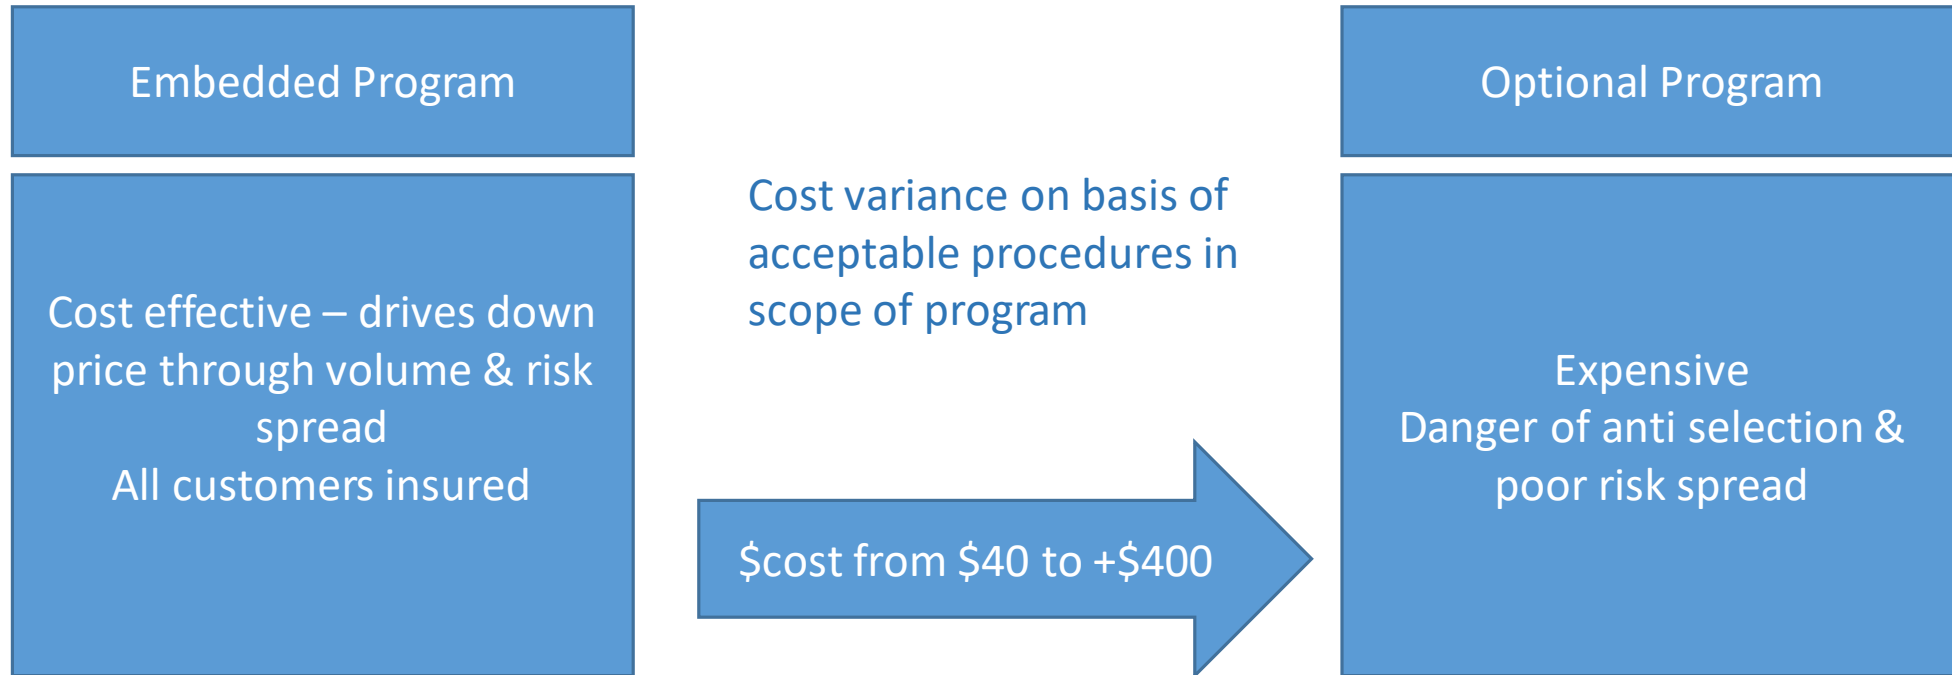 Embedded Program
Cost effective – drives down
price through volume & risk
spread
All customers insured
Cost variance on basis of
acceptable procedures in
scope of program
$cost from $40 to +$400
Optional Program
Expensive
Danger of anti selection &
poor risk spread